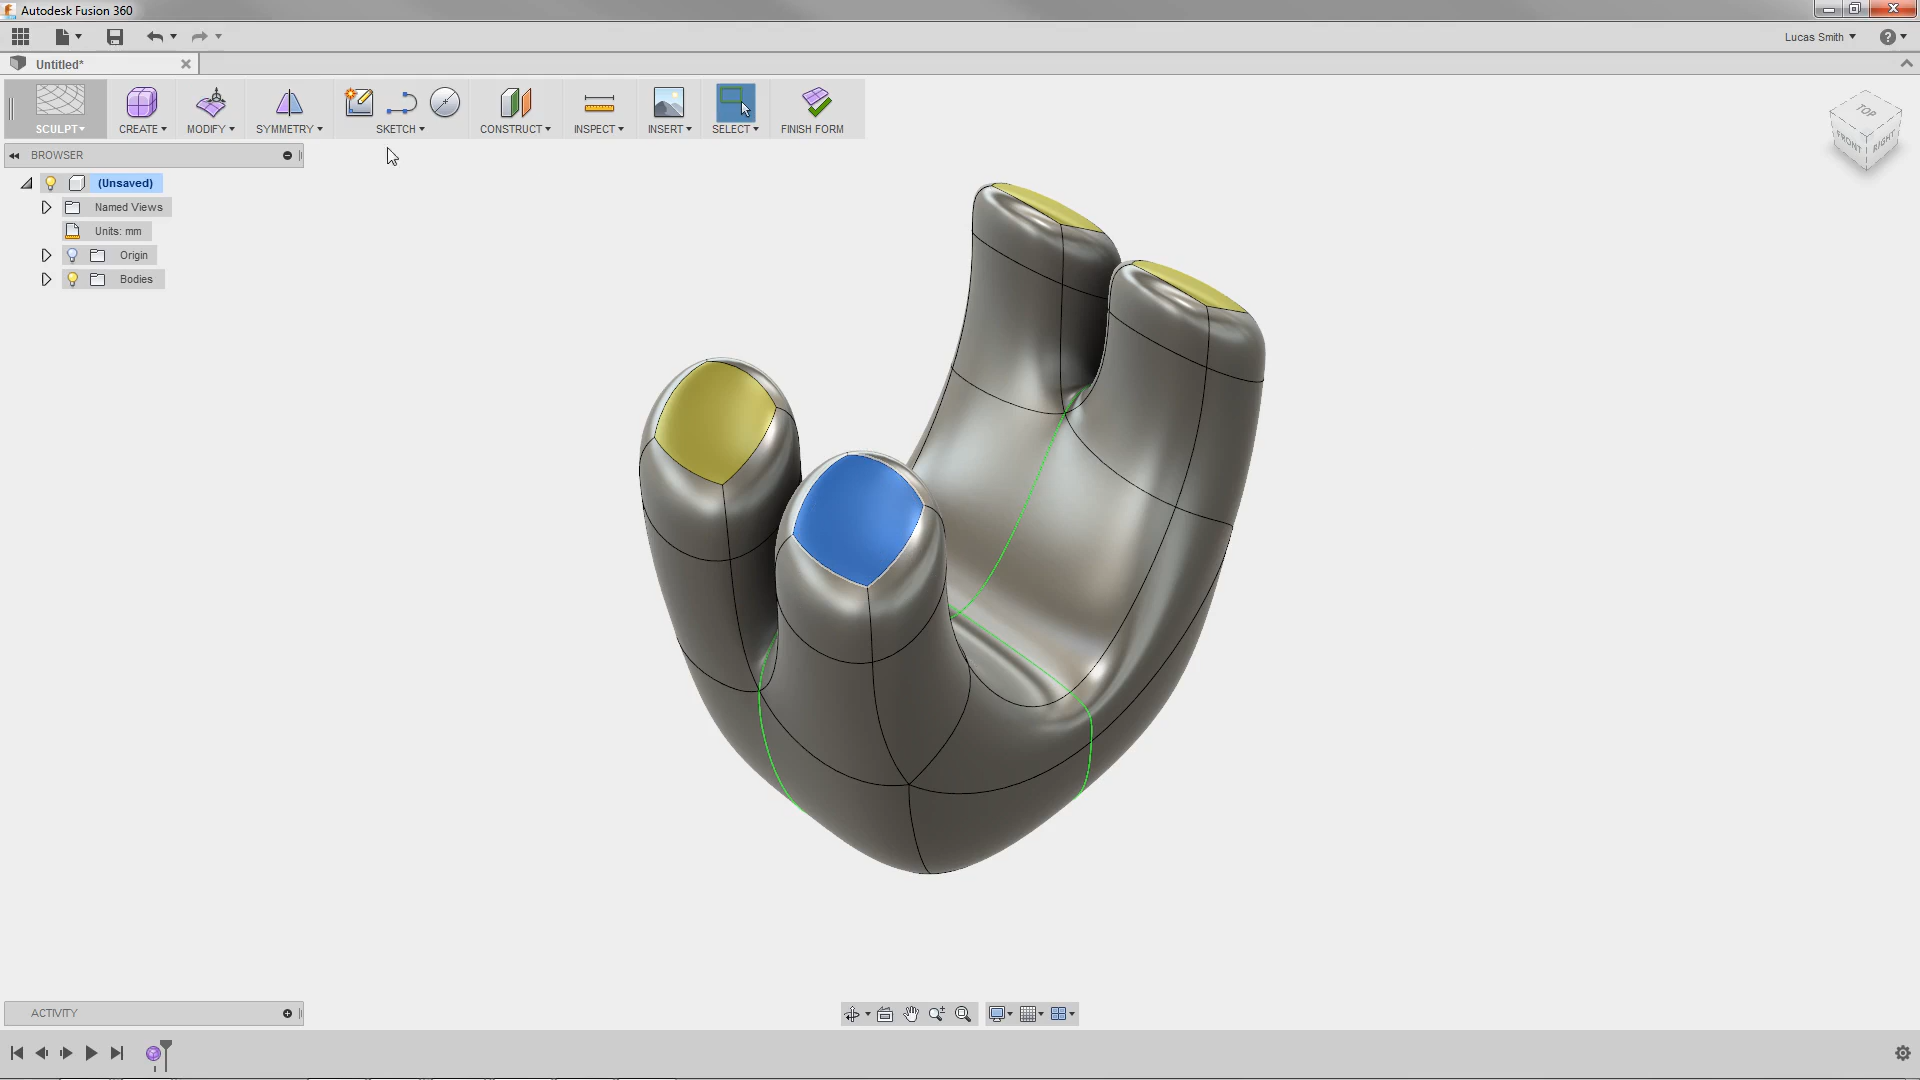 Autodesk Fusion 360
Lucas Smith
Untitled*
SCULPT
CREATE
MODIFY
SYMMETRY
SKETCH
CONSTRUCT
INSPECT
INSERT
SELECT
FINISH FORM
BROWSER
(Unsaved)
Named Views
Units: mm
Origin
Bodies
TOP
FRONT
RIGHT
ACTIVITY